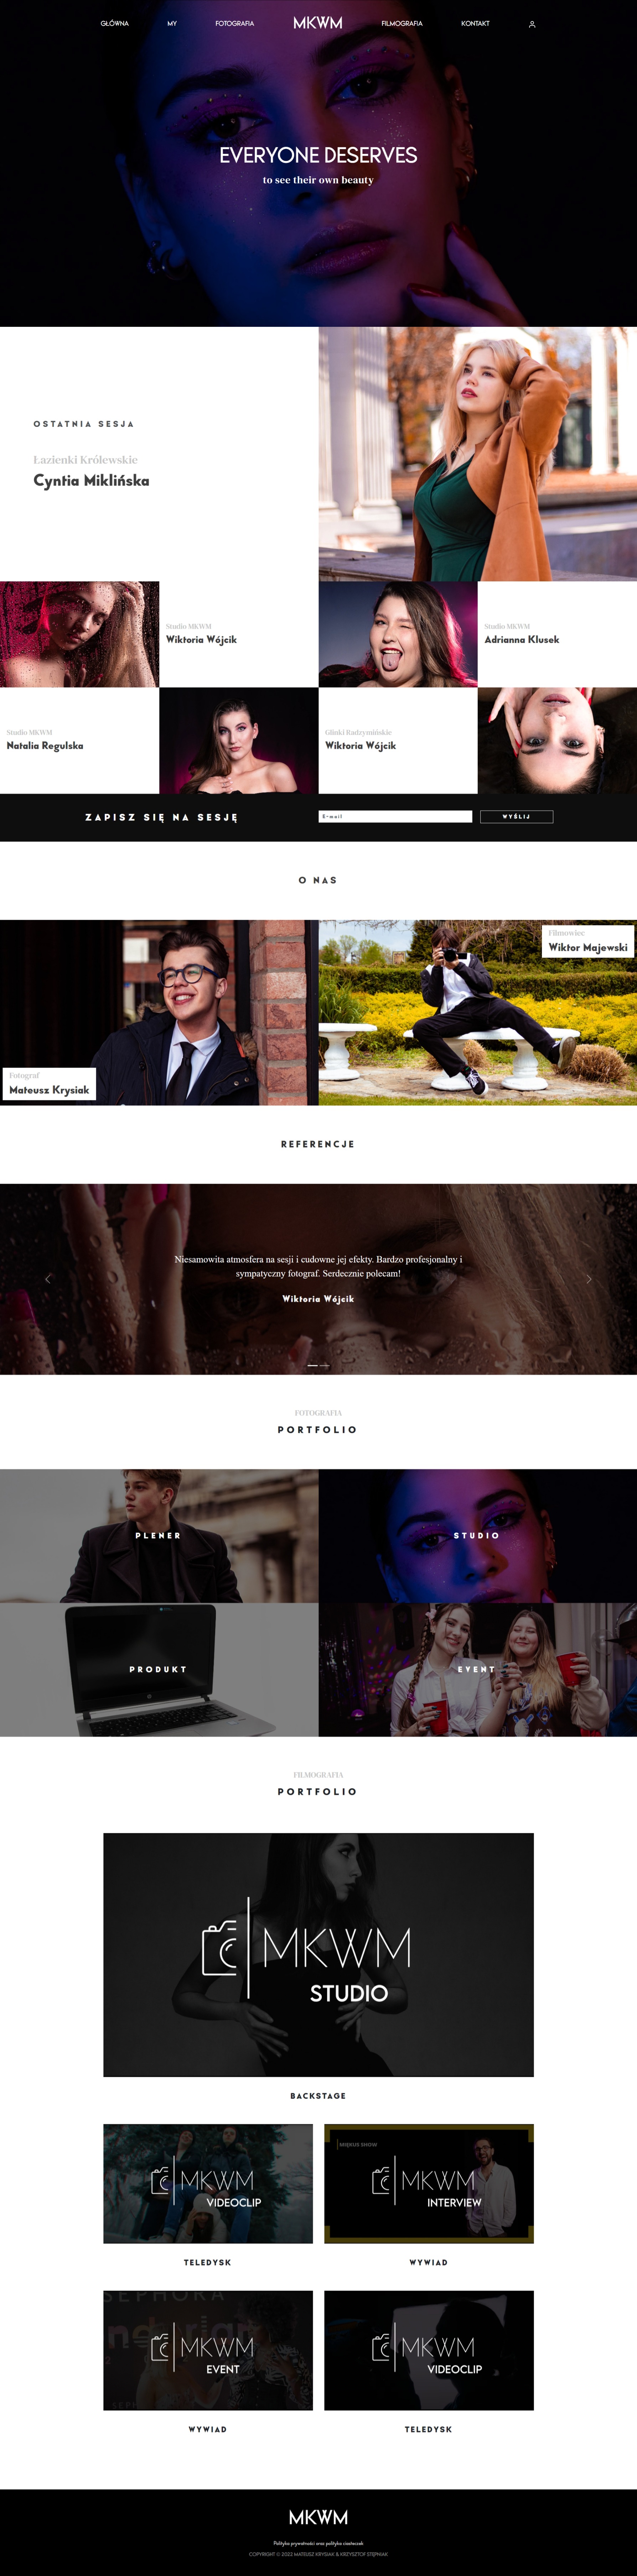 GŁÓWNA MY FOTOGRAFIA MKWM FILMOGRAFIA KONTAKT
EVERYONE DESERVES
to see their own beauty
OSTATNIA SESJA
Łazienki Królewskie
Cyntia Miklińska
Studio MKWM
Wiktoria Wójcik
Studio MKWM
Adrianna Klusek
Studio MKWM
Natalia Regulska
Glinki Radzymińskie
Wiktoria Wójcik
ZAPISZ SIĘ NA SESJĘ
E-mail
WYŚLIJ
O NAS
Filmowiec
Wiktor Majewski
Fotograf
Mateusz Krysiak
REFERENCJE
Niesamowita atmosfera na sesji i cudowne jej efekty. Bardzo profesjonalny i
sympatyczny fotograf. Serdecznie polecam!
Wiktoria Wójcik
FOTOGRAFIA
PORTFOLIO
PLENER
STUDIO
PRODUKT
EVENT
FILMOGRAFIA
PORTFOLIO
MKWM
STUDIO
BACKSTAGE
MKWM
VIDEOCLIP
TELEDYSK
MARKUS SHOW
MKWM
INTERVIEW
WYWIAD
SEPHORA
MKWM
EVENT
WYWIAD
MKWM
VIDEOCLIP
TELEDYSK
MKWM
Polityka prywatności oraz polityka ciasteczek
COPYRIGHT © 2022 MATEUSZ KRYSIAK & KRZYSZTOF STĘPNIAK